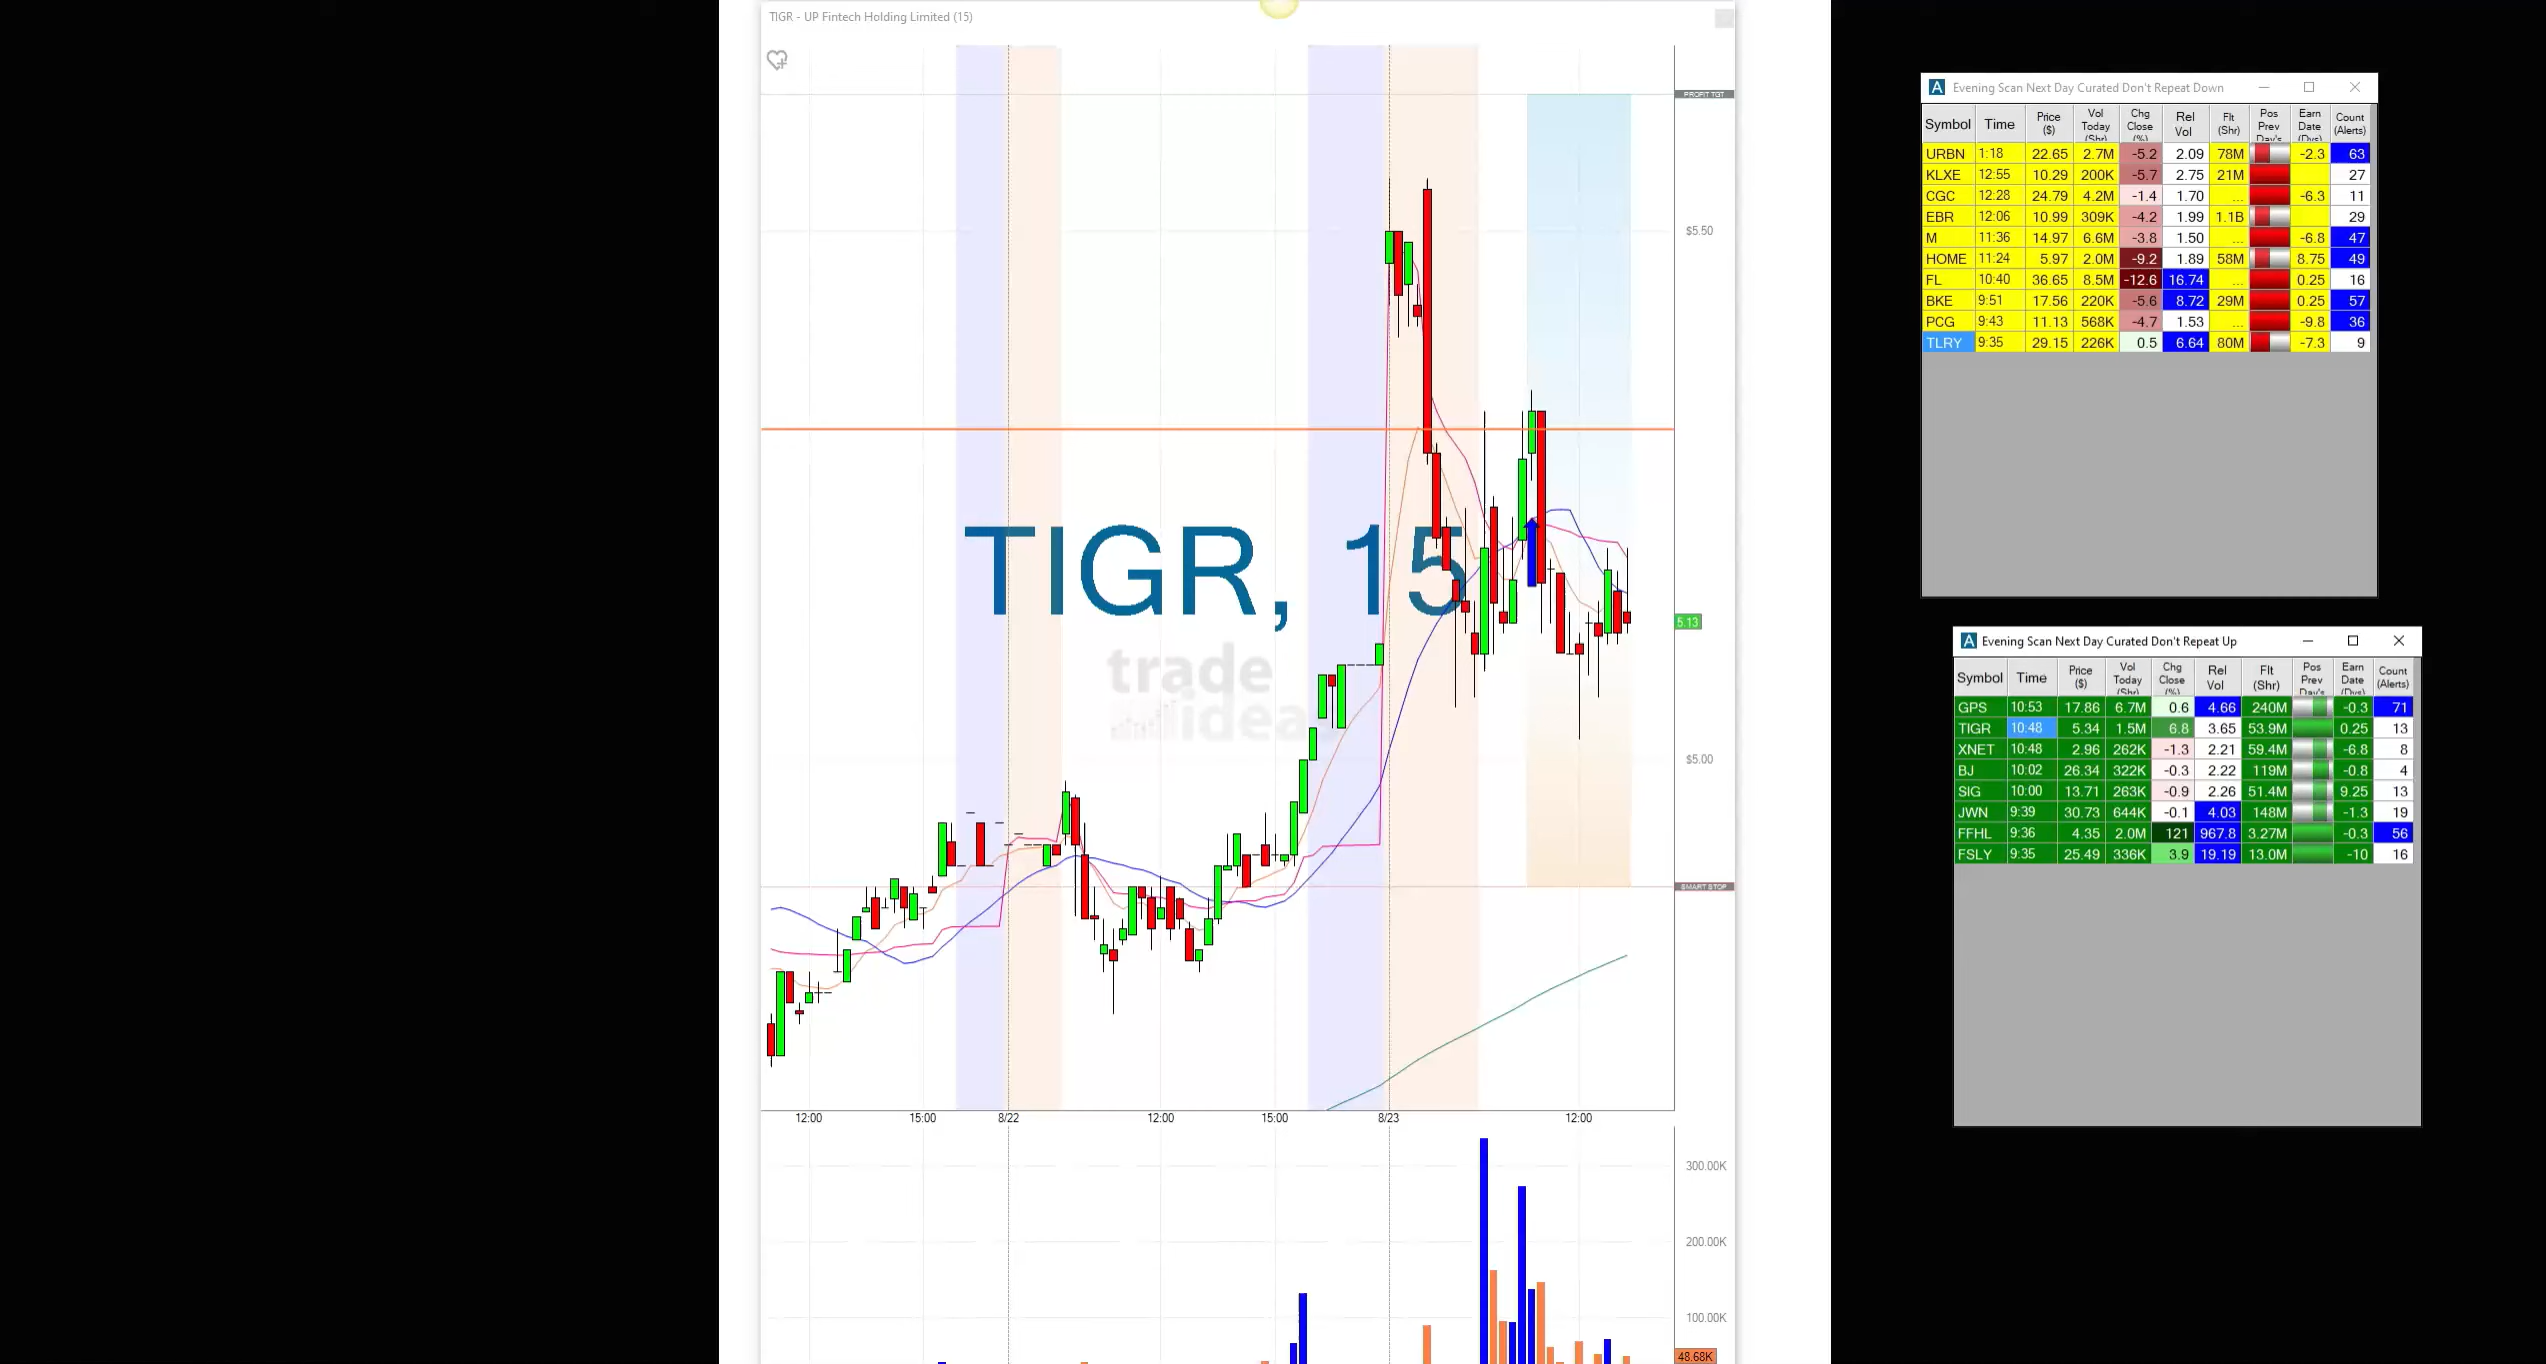 TIGR - UP Fintech Holding Limited (15)
PROFIT TGT
$5.50
TIGR, 15
trade
ideas
5.13
$5.00
SMART STOP
12:00 15:00 8/22 12:00 15:00 8/23 12:00
300.00K
200.00K
100.00K
48.68K
Evening Scan Next Day Curated Don't Repeat Down
Symbol Time Price ($) Vol Today (Shr) Chg Close (%) Rel Vol Flt (Shr) Pos Prev Day's Earn Date (Dys) Count (Alerts)
URBN 1:18 22.65 2.7M -5.2 2.09 78M -2.3 63
KLXE 12:55 10.29 200K -5.7 2.75 21M 27
CGC 12:28 24.79 4.2M -1.4 1.70 ... -6.3 11
EBR 12:06 10.99 309K -4.2 1.99 1.1B 29
M 11:36 14.97 6.6M -3.8 1.50 ... -6.8 47
HOME 11:24 5.97 2.0M -9.2 1.89 58M 8.75 49
FL 10:40 36.65 8.5M -12.6 16.74 ... 0.25 16
BKE 9:51 17.56 220K -5.6 8.72 29M 0.25 57
PCG 9:43 11.13 568K -4.7 1.53 ... -9.8 36
TLRY 9:35 29.15 226K 0.5 6.64 80M -7.3 9
Evening Scan Next Day Curated Don't Repeat Up
Symbol Time Price ($) Vol Today (Shr) Chg Close (%) Rel Vol Flt (Shr) Pos Prev Day's Earn Date (Dys) Count (Alerts)
GPS 10:53 17.86 6.7M 0.6 4.66 240M -0.3 71
TIGR 10:48 5.34 1.5M 6.8 3.65 53.9M 0.25 13
XNET 10:48 2.96 262K -1.3 2.21 59.4M -6.8 8
BJ 10:02 26.34 322K -0.3 2.22 119M -0.8 4
SIG 10:00 13.71 263K -0.9 2.26 51.4M 9.25 13
JWN 9:39 30.73 644K -0.1 4.03 148M -1.3 19
FFHL 9:36 4.35 2.0M 121 967.8 3.27M -0.3 56
FSLY 9:35 25.49 336K 3.9 19.19 13.0M -10 16